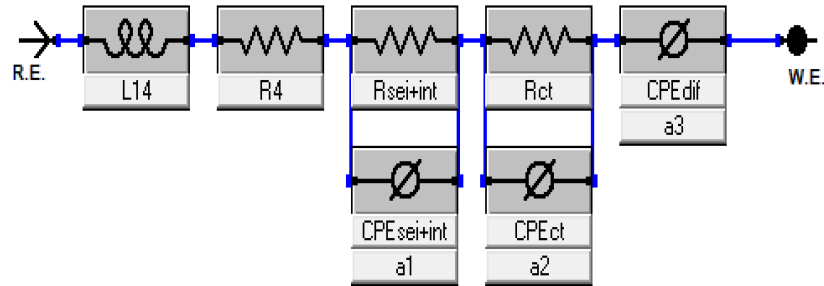 R.E.
L14
R4
Rsei+int
Rct
CPEdif
W.E.
a3
CPEsei+int
CPEct
a1
a2